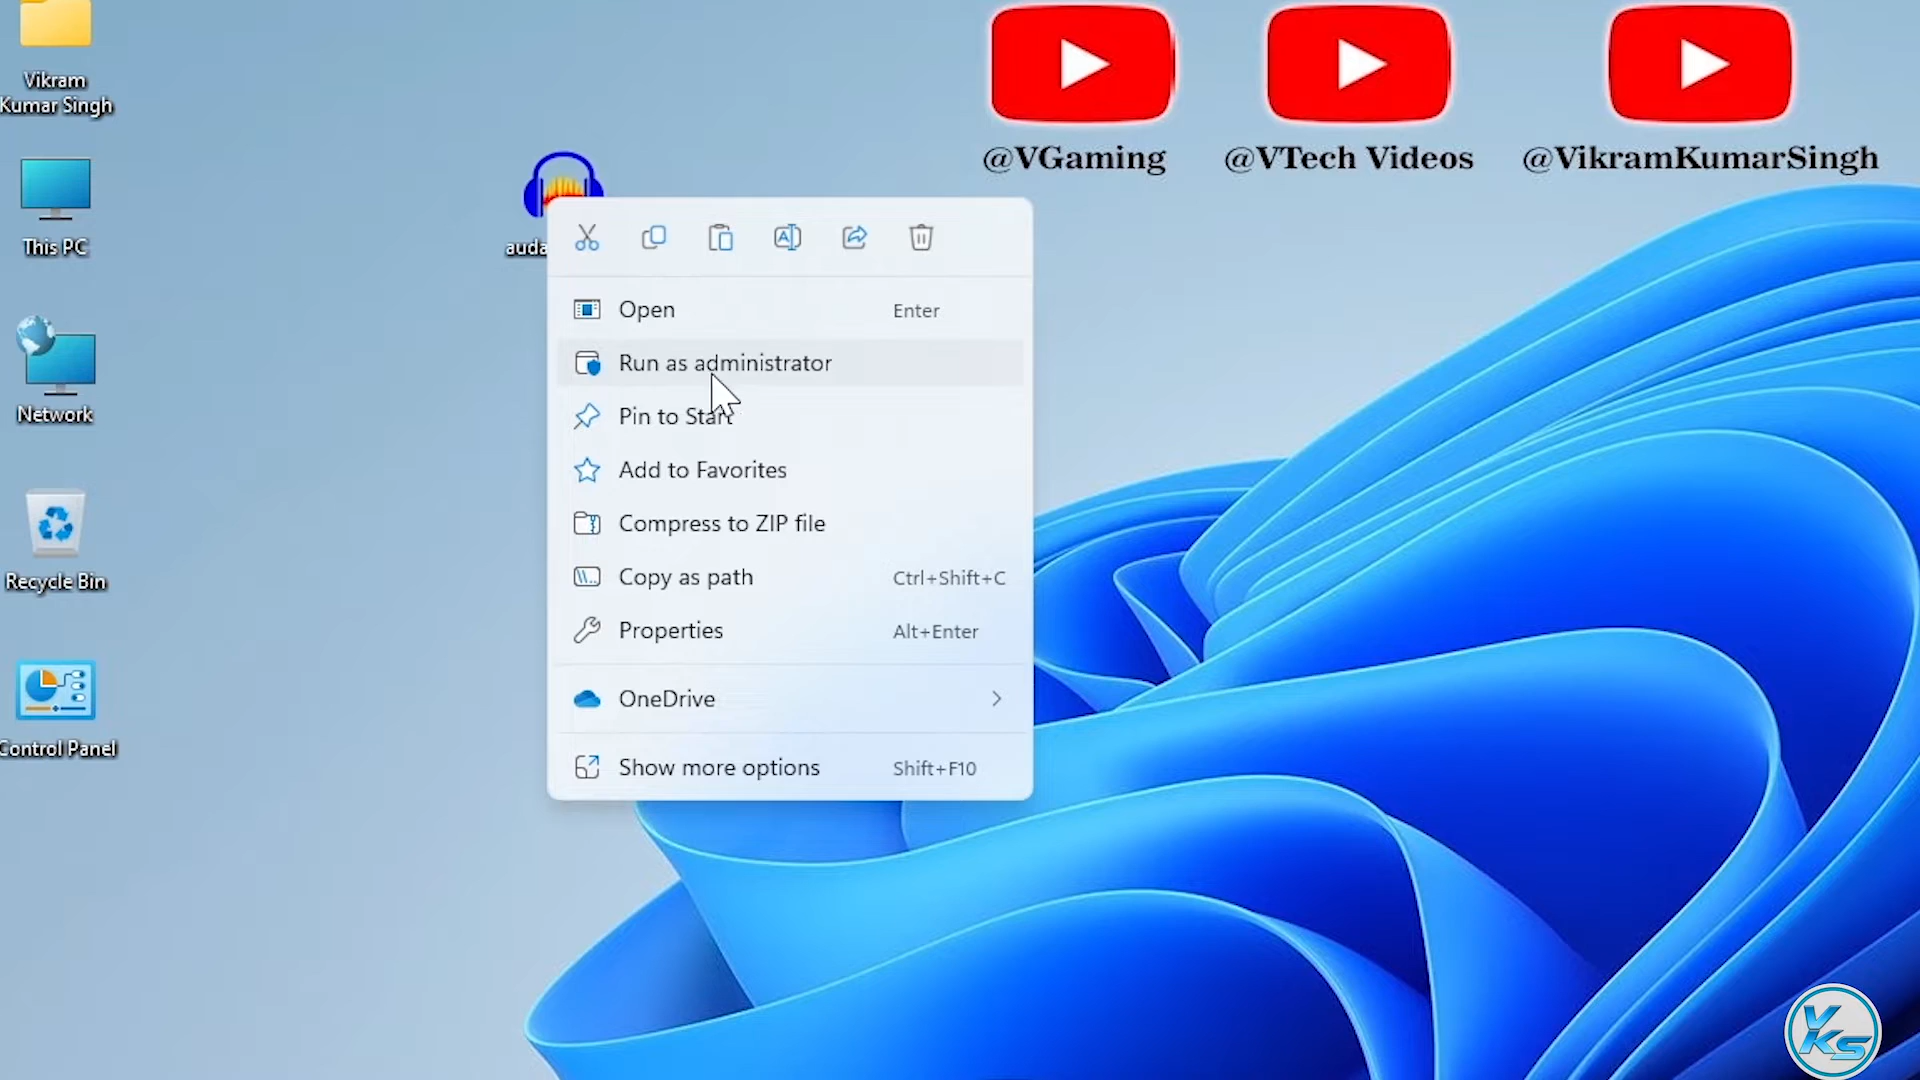 Vikram
Kumar Singh
This PC
Network
Recycle Bin
Control Panel
@VGaming
@VTech Videos
@VikramKumarSingh
auda
Open Enter
Run as administrator
Pin to Start
Add to Favorites
Compress to ZIP file
Copy as path Ctrl+Shift+C
Properties Alt+Enter
OneDrive
Show more options Shift+F10
VKS